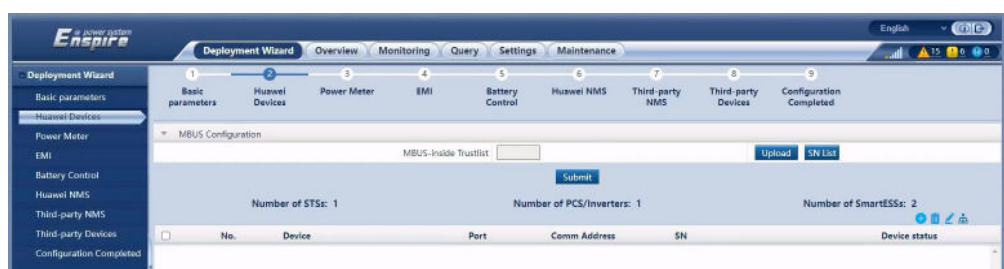 e power system
Enspire
English
Deployment Wizard Overview Monitoring Query Settings Maintenance
15 6 0
Deployment Wizard
Basic parameters
Huawei Devices
Power Meter
EMI
Battery Control
Huawei NMS
Third-party NMS
Third-party Devices
Configuration Completed
1 2 3 4 5 6 7 8 9
Basic parameters Huawei Devices Power Meter EMI Battery Control Huawei NMS Third-party NMS Third-party Devices Configuration Completed
MBUS Configuration
MBUS-inside Trustlist Upload SN List
Submit
Number of STSs: 1 Number of PCS/Inverters: 1 Number of SmartESSs: 2
No. Device Port Comm Address SN Device status